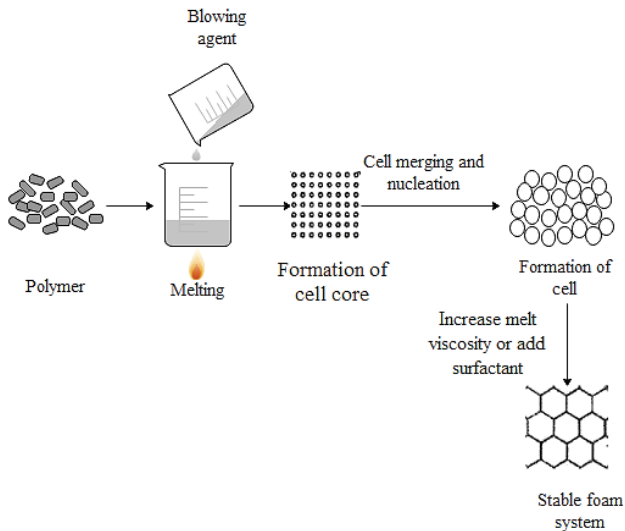 Blowing
agent
Cell merging and
nucleation
Polymer
Melting
Formation of
cell core
Formation of
cell
Increase melt
viscosity or add
surfactant
Stable foam
system